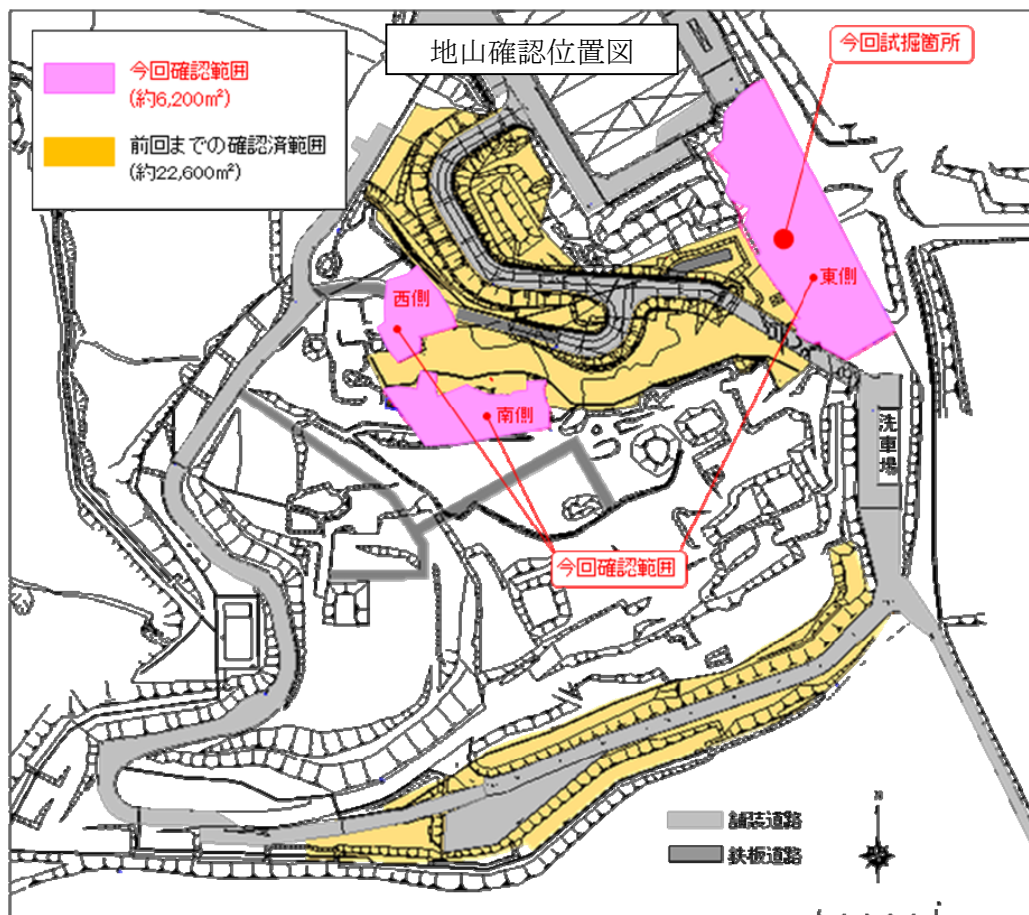 地山確認位置図
今回試掘箇所
今回確認範囲
(約6,200m²)
前回までの確認済範囲
(約22,600m²)
西側
東側
南側
洗車場
今回確認範囲
舗装道路
鉄板道路